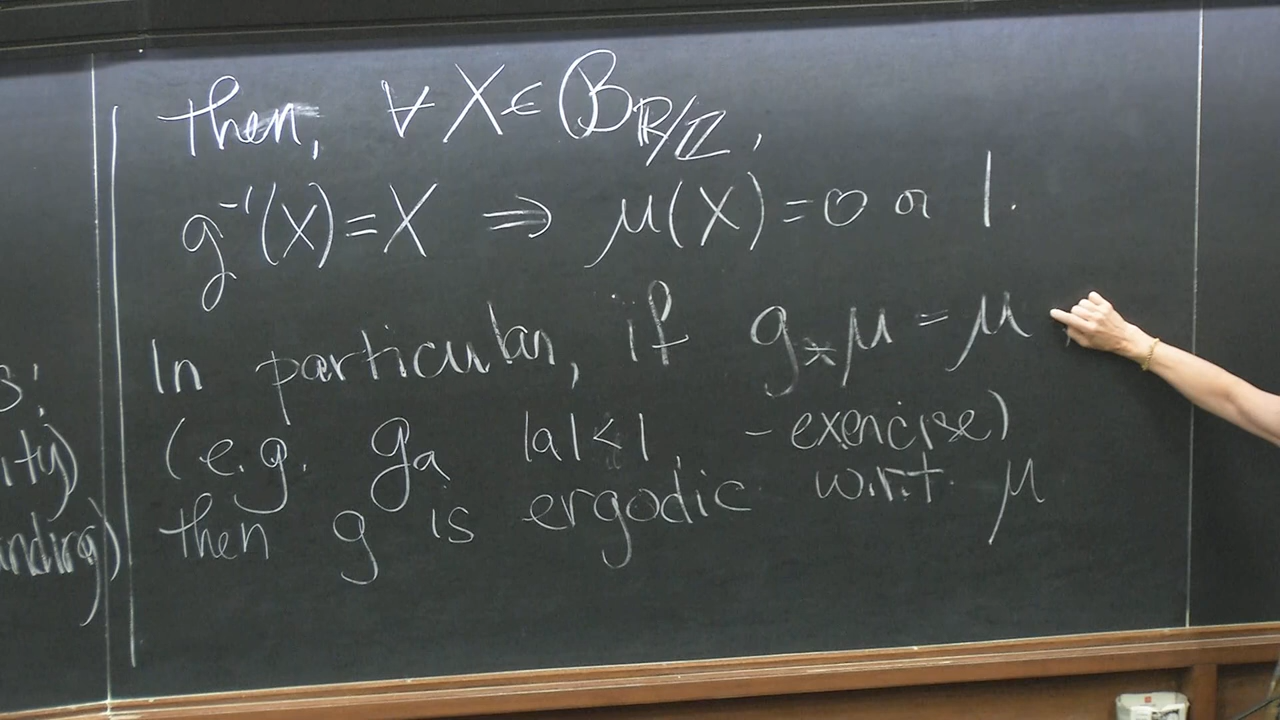 then, ∀ X ∈ ℬ_{ℝ/ℤ},
g⁻¹(X) = X ⇒ μ(X) = 0 or 1.
In particular, if g_*μ = μ
(e.g. g_a |a|<1, - exercise)
then g is ergodic w.r.t. μ